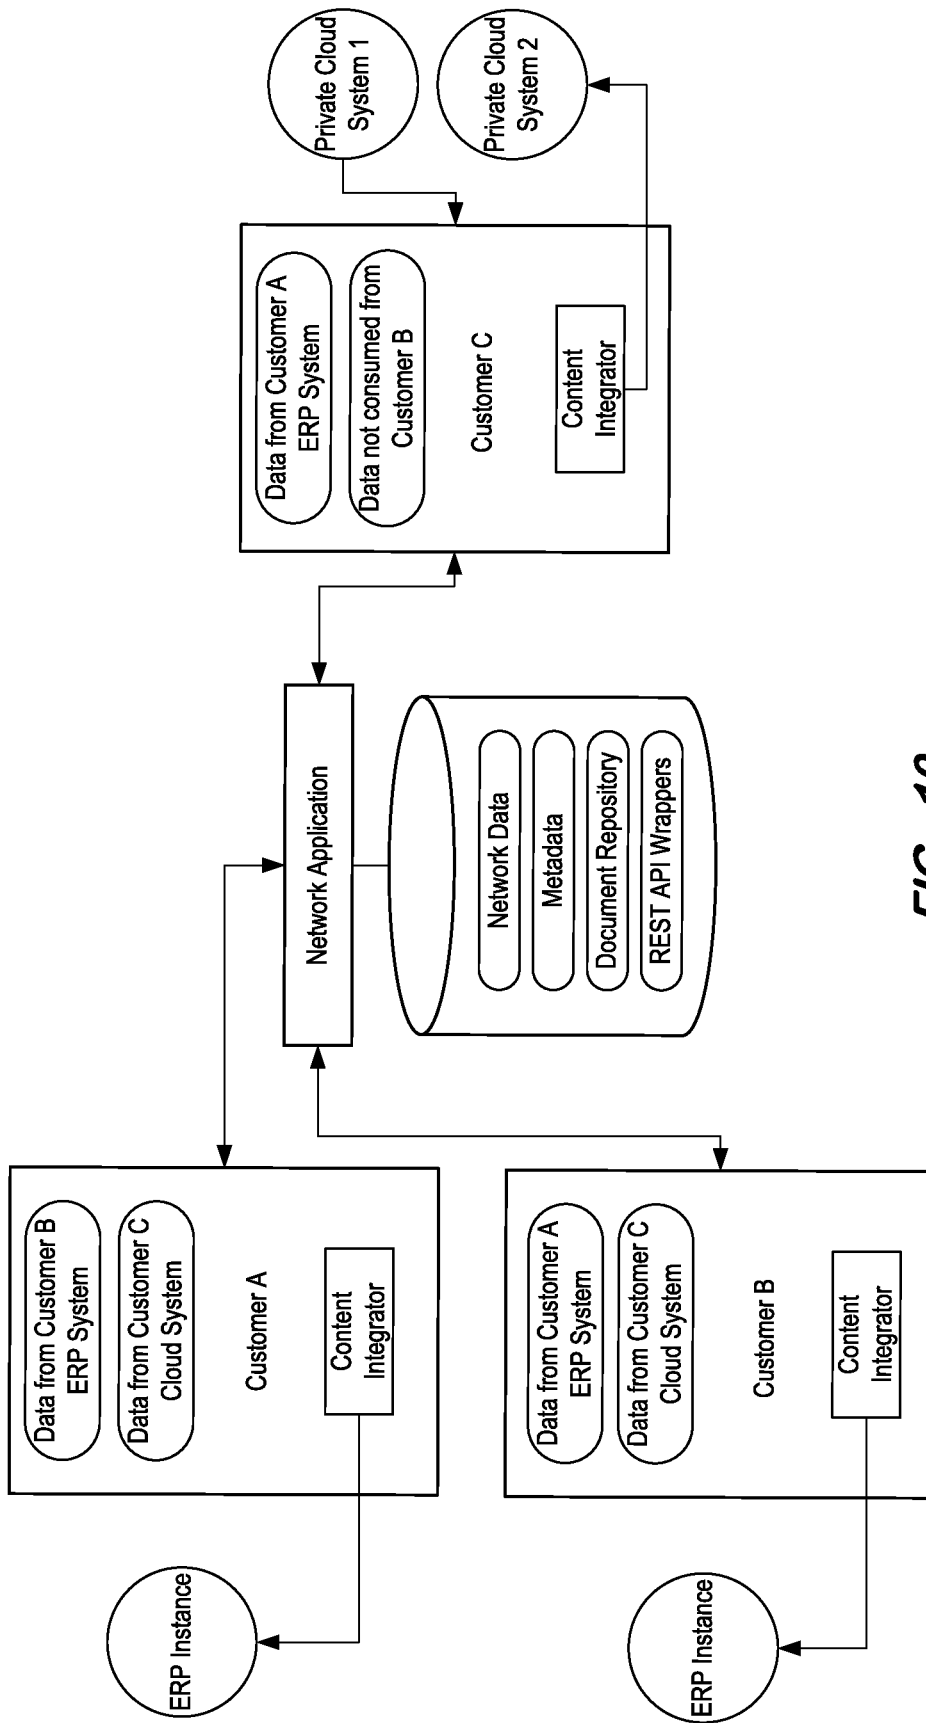 ERP Instance
Data from Customer B
ERP System
Data from Customer C
Cloud System
Customer A
Content
Integrator
ERP Instance
Data from Customer A
ERP System
Data from Customer C
Cloud System
Customer B
Content
Integrator
Network Application
Network Data
Metadata
Document Repository
REST API Wrappers
Data from Customer A
ERP System
Data not consumed from
Customer B
Customer C
Content
Integrator
Private Cloud
System 1
Private Cloud
System 2
FIG.